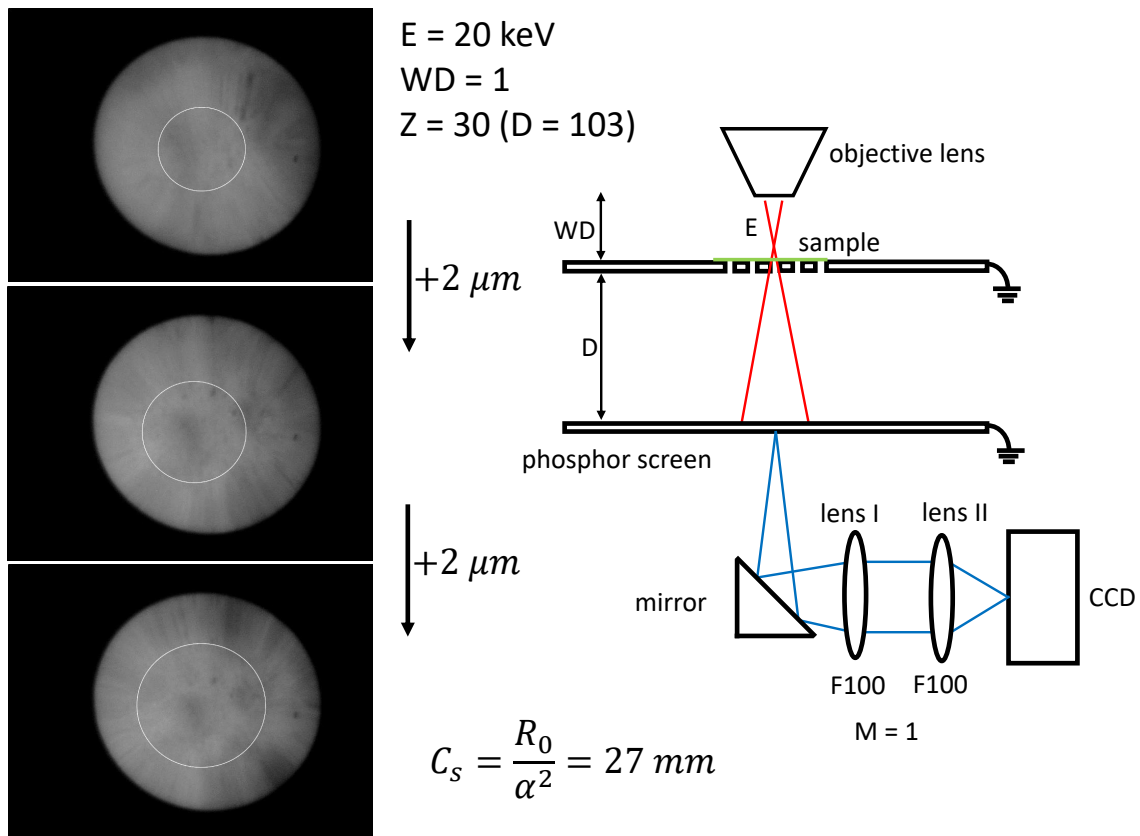 E = 20 keV
WD = 1
Z = 30 (D = 103)
objective lens
WD
E
sample
+2 μm
D
phosphor screen
+2 μm
lens I
lens II
mirror
CCD
F100
F100
M = 1
C_s = R_0 / α^2 = 27 mm